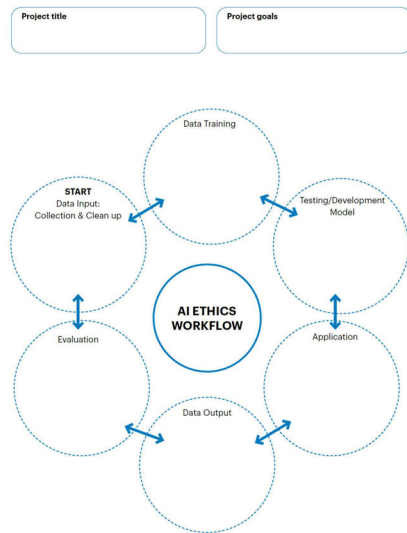 Project title
Project goals
Data Training
START
Data Input:
Collection & Clean up
Testing/Development
Model
AI ETHICS
WORKFLOW
Evaluation
Application
Data Output